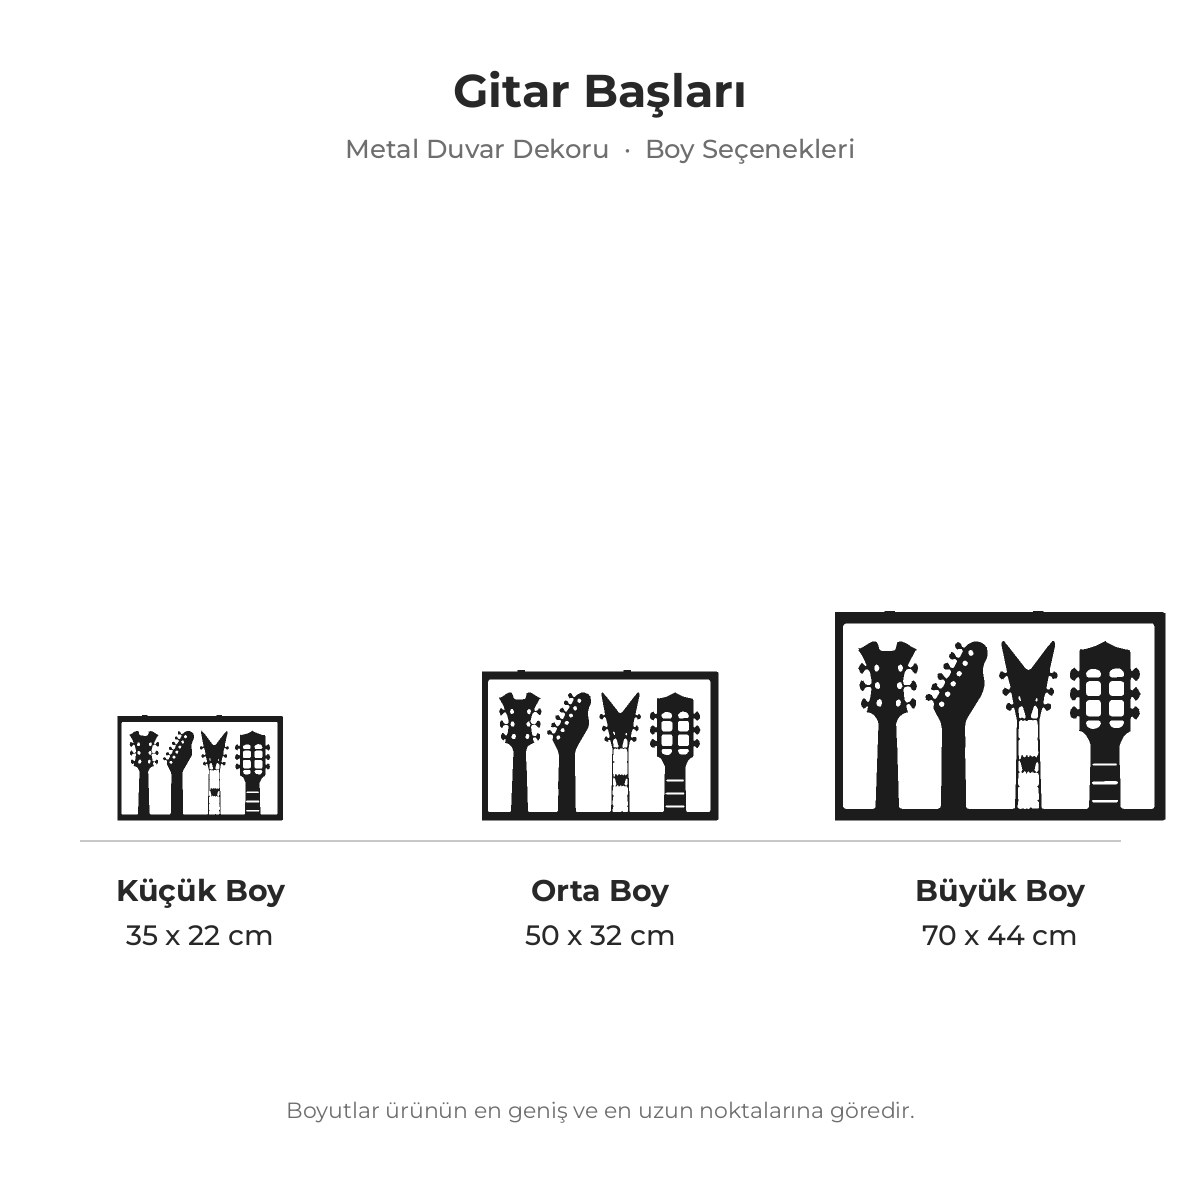 Gitar Başları
Metal Duvar Dekoru · Boy Seçenekleri
Küçük Boy
35 x 22 cm
Orta Boy
50 x 32 cm
Büyük Boy
70 x 44 cm
Boyutlar ürünün en geniş ve en uzun noktalarına göredir.